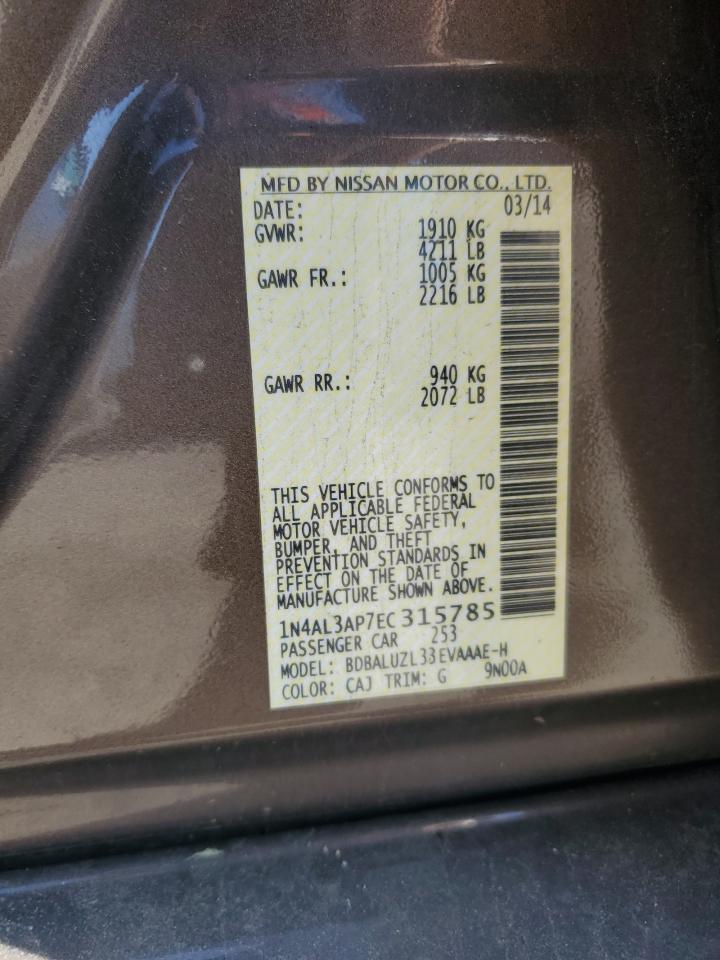 MFD BY NISSAN MOTOR CO., LTD.
DATE: 03/14
GVWR: 1910 KG
4211 LB
GAWR FR.: 1005 KG
2216 LB
GAWR RR.: 940 KG
2072 LB
THIS VEHICLE CONFORMS TO
ALL APPLICABLE FEDERAL
MOTOR VEHICLE SAFETY,
BUMPER, AND THEFT
PREVENTION STANDARDS IN
EFFECT ON THE DATE OF
MANUFACTURE SHOWN ABOVE.
1N4AL3AP7EC315785
PASSENGER CAR 253
MODEL: BDBALUZL33EVAAAE-H
COLOR: CAJ TRIM: G 9N00A